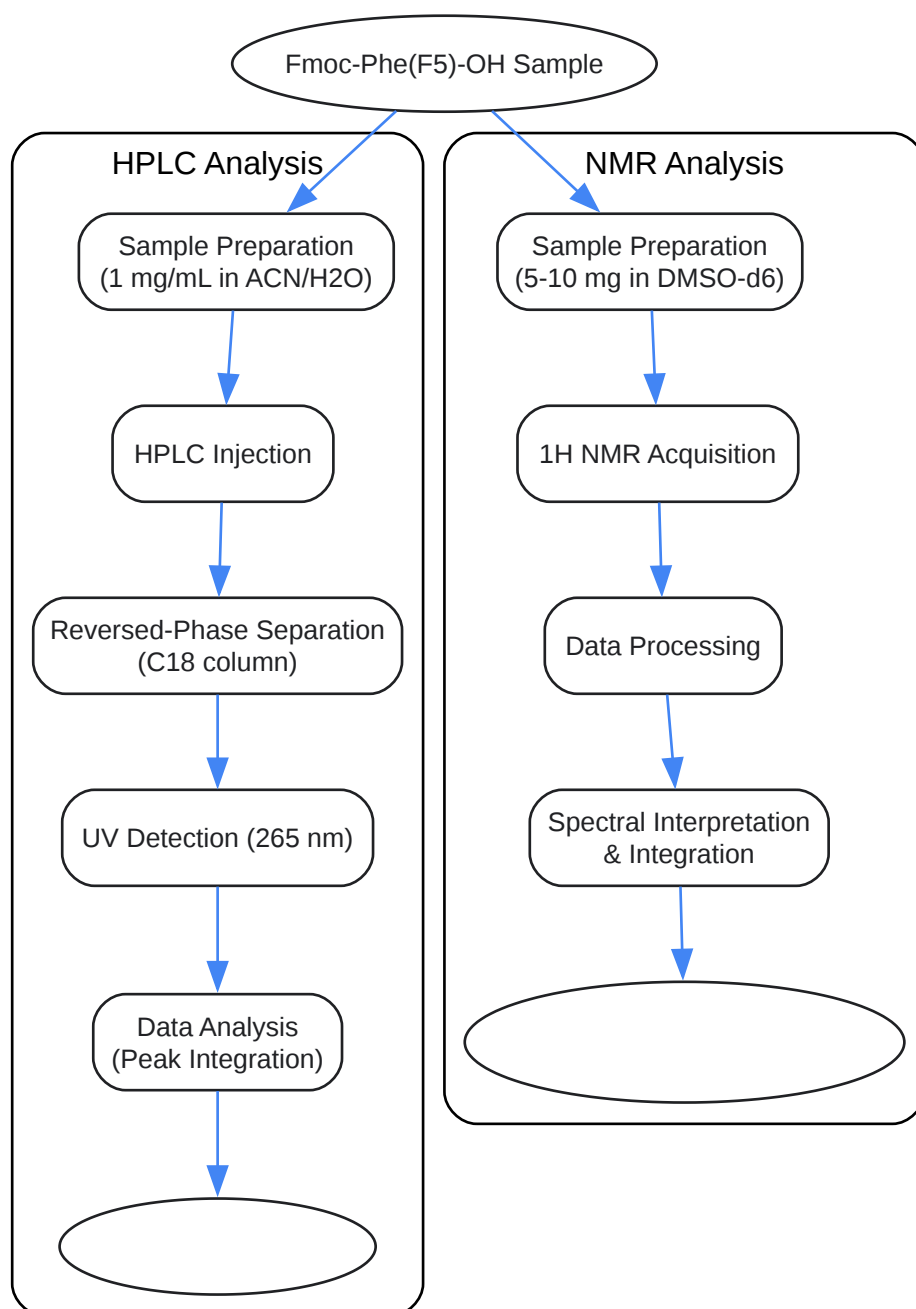 Fmoc-Phe(F5)-OH Sample
HPLC Analysis
Sample Preparation
(1 mg/mL in ACN/H2O)
HPLC Injection
Reversed-Phase Separation
(C18 column)
UV Detection (265 nm)
Data Analysis
(Peak Integration)
NMR Analysis
Sample Preparation
(5-10 mg in DMSO-d6)
1H NMR Acquisition
Data Processing
Spectral Interpretation
& Integration